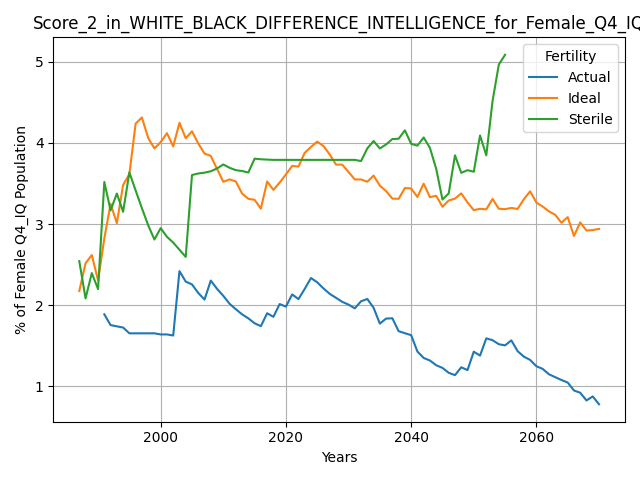 Score_2_in_WHITE_BLACK_DIFFERENCE_INTELLIGENCE_for_Female_Q4_IQ
Fertility
Actual
Ideal
Sterile
% of Female Q4_IQ Population
5
4
3
2
1
2000 2020 2040 2060
Years